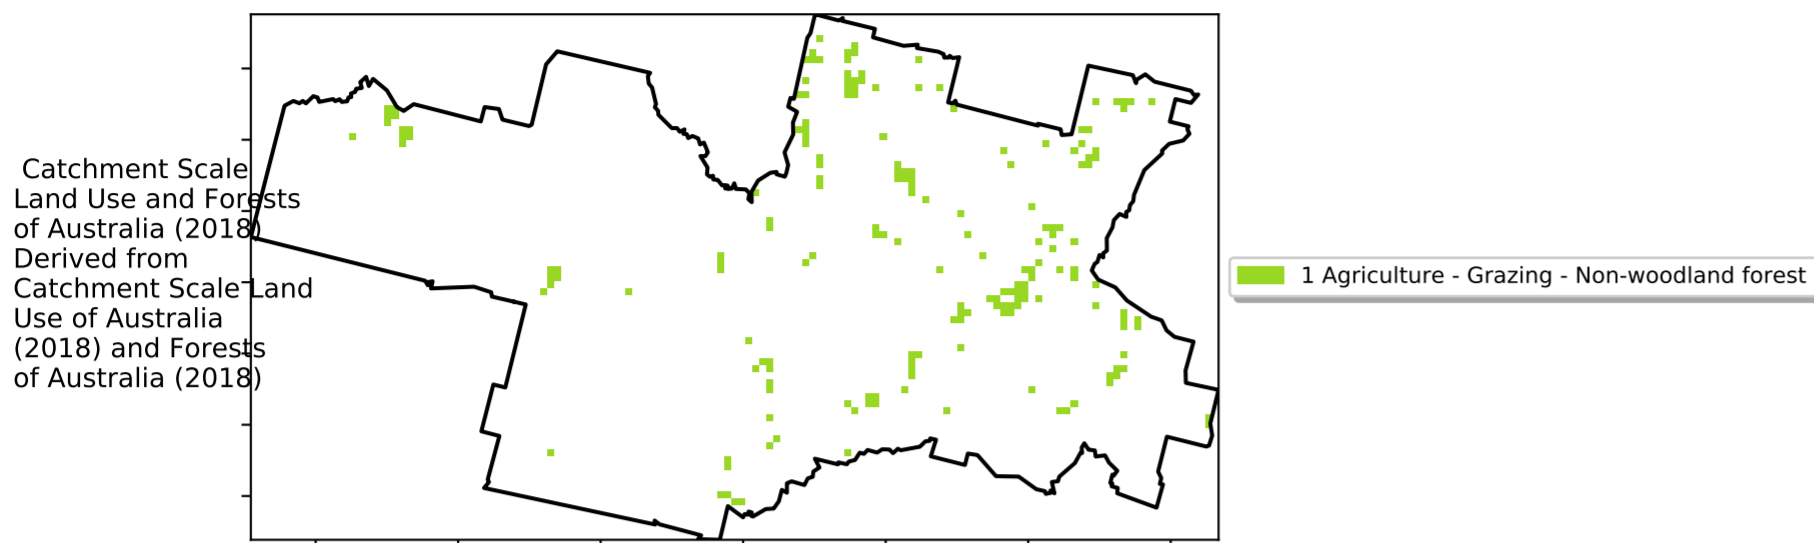 Catchment Scale
Land Use and Forests
of Australia (2018)
Derived from
Catchment Scale Land
Use of Australia
(2018) and Forests
of Australia (2018)
1 Agriculture - Grazing - Non-woodland forest